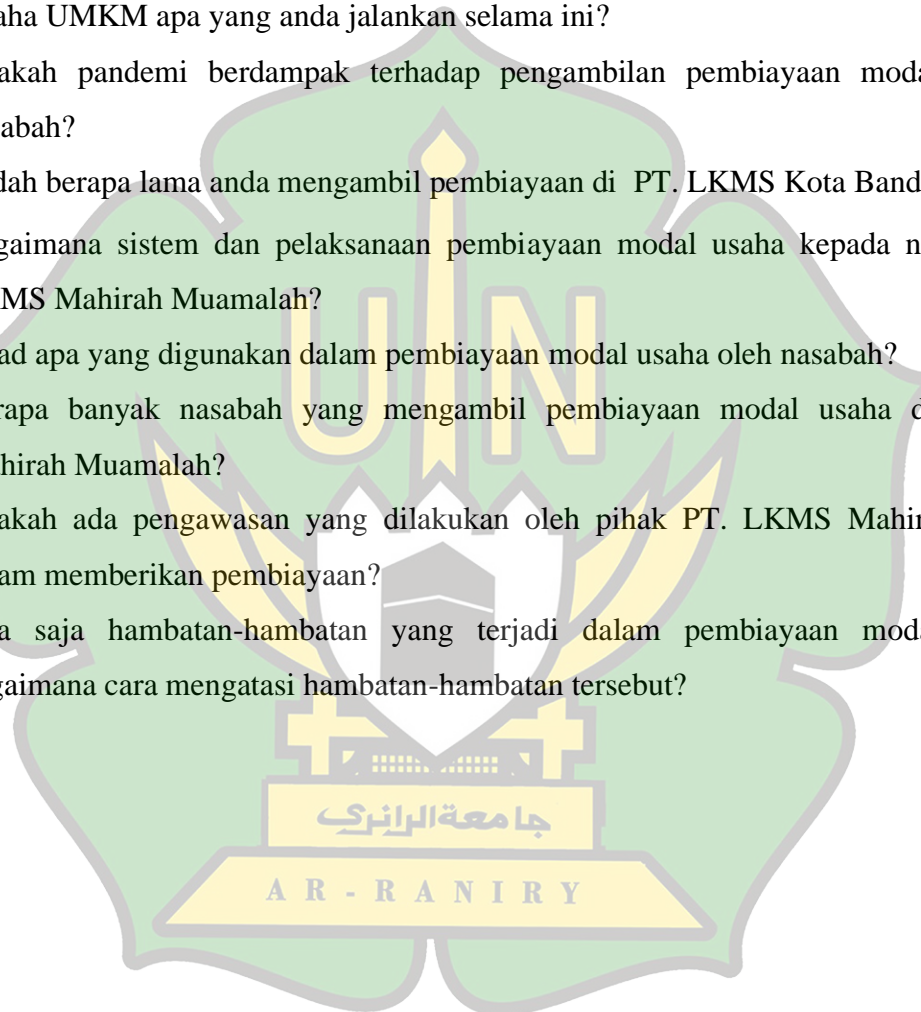 aha UMKM apa yang anda jalankan selama ini?
akah pandemi berdampak terhadap pengambilan pembiayaan moda
abah?
dah berapa lama anda mengambil pembiayaan di PT. LKMS Kota Band
gaimana sistem dan pelaksanaan pembiayaan modal usaha kepada n
MS Mahirah Muamalah?
ad apa yang digunakan dalam pembiayaan modal usaha oleh nasabah?
rapa banyak nasabah yang mengambil pembiayaan modal usaha d
hirah Muamalah?
akah ada pengawasan yang dilakukan oleh pihak PT. LKMS Mahir
am memberikan pembiayaan?
a saja hambatan-hambatan yang terjadi dalam pembiayaan moda
gaimana cara mengatasi hambatan-hambatan tersebut?
UIN
جامعة الرانري
AR-RANIRY